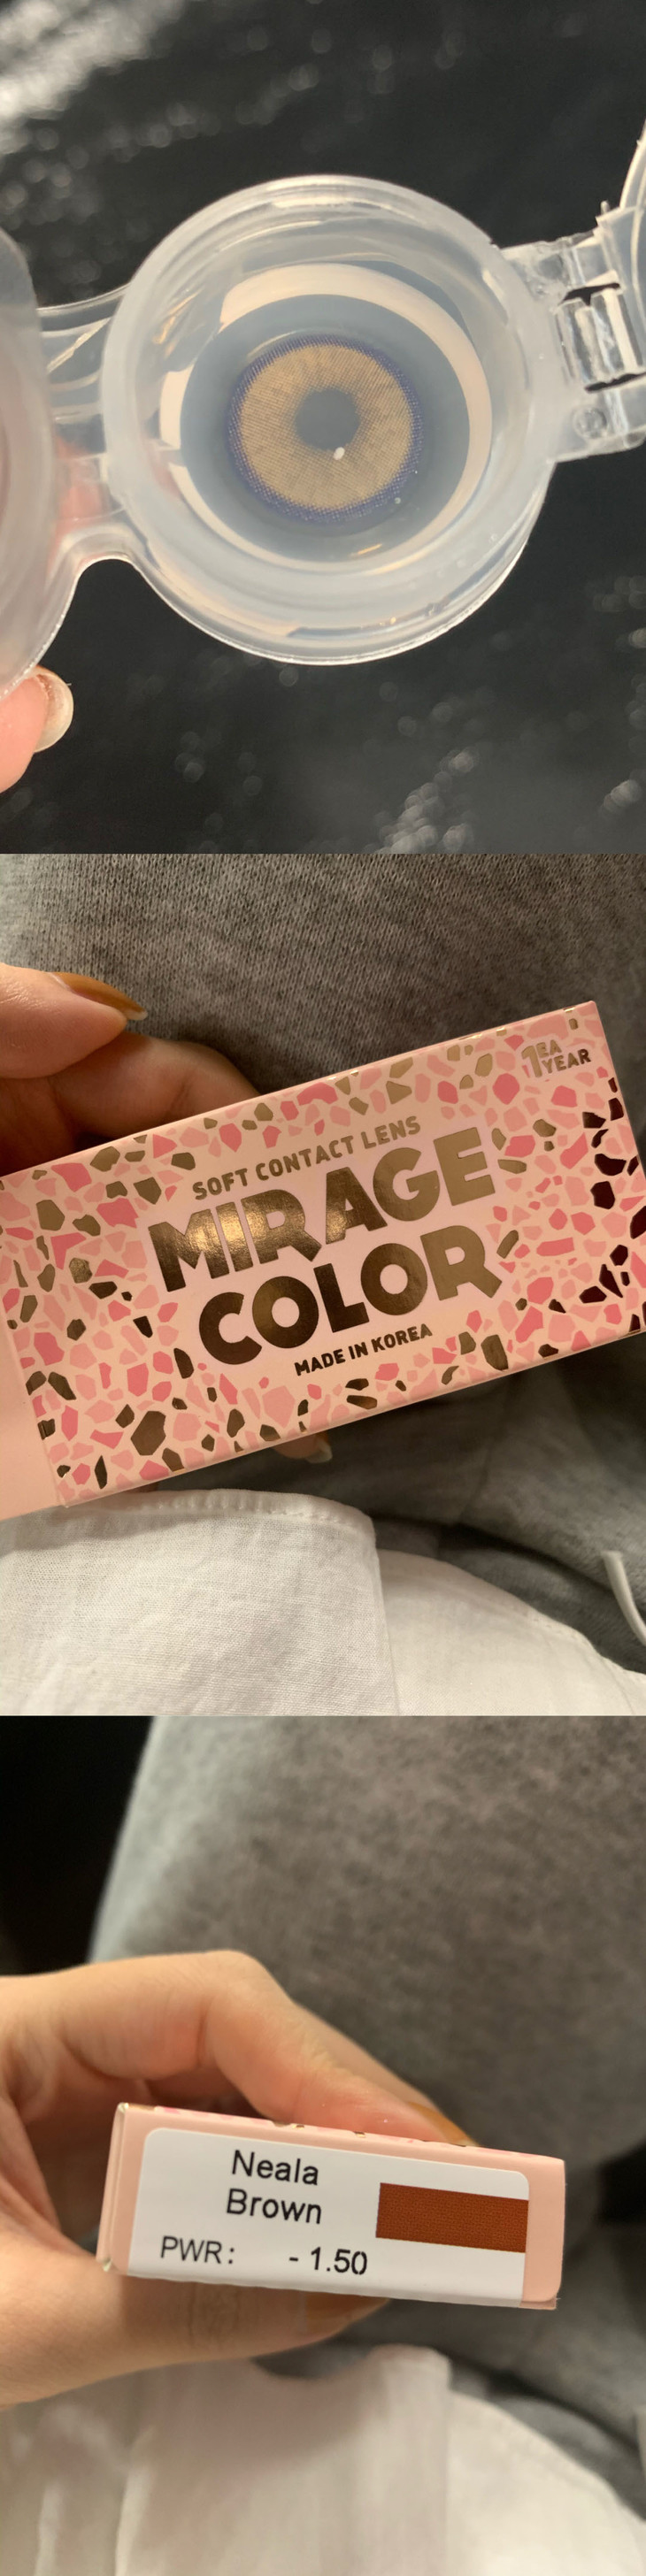 1EA
YEAR
SOFT CONTACT LENS
MIRAGE
COLOR
MADE IN KOREA
Neala
Brown
PWR: - 1.50